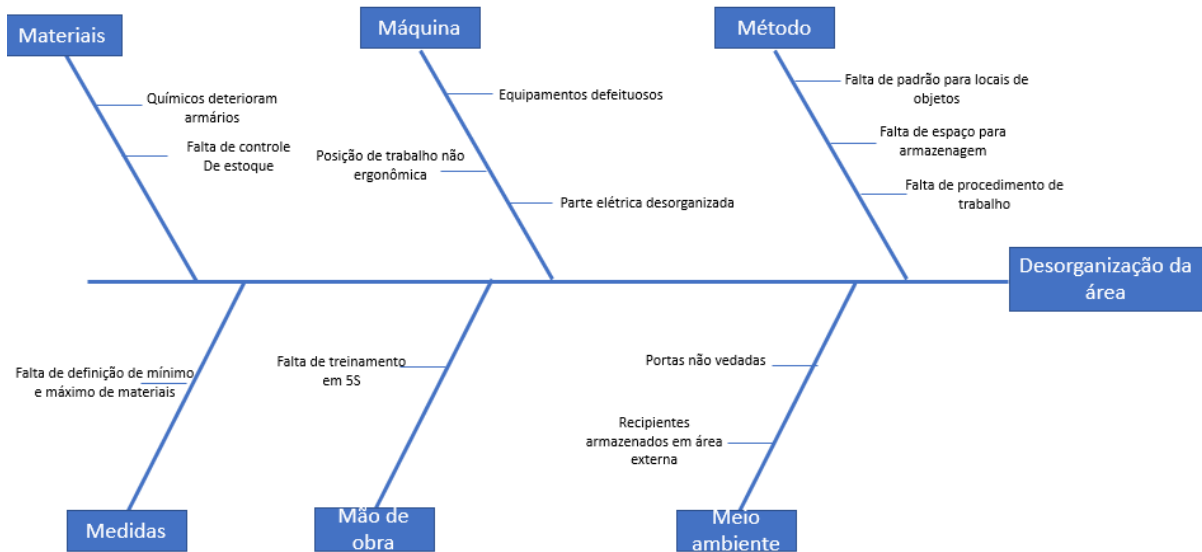 Materiais
Máquina
Método
Químicos deterioram
armários
Falta de controle
De estoque
Equipamentos defeituosos
Posição de trabalho não
ergonômica
Parte elétrica desorganizada
Falta de padrão para locais de
objetos
Falta de espaço para
armazenagem
Falta de procedimento de
trabalho
Desorganização da
área
Falta de definição de mínimo
e máximo de materiais
Falta de treinamento
em 5S
Portas não vedadas
Recipientes
armazenados em área
externa
Medidas
Mão de
obra
Meio
ambiente